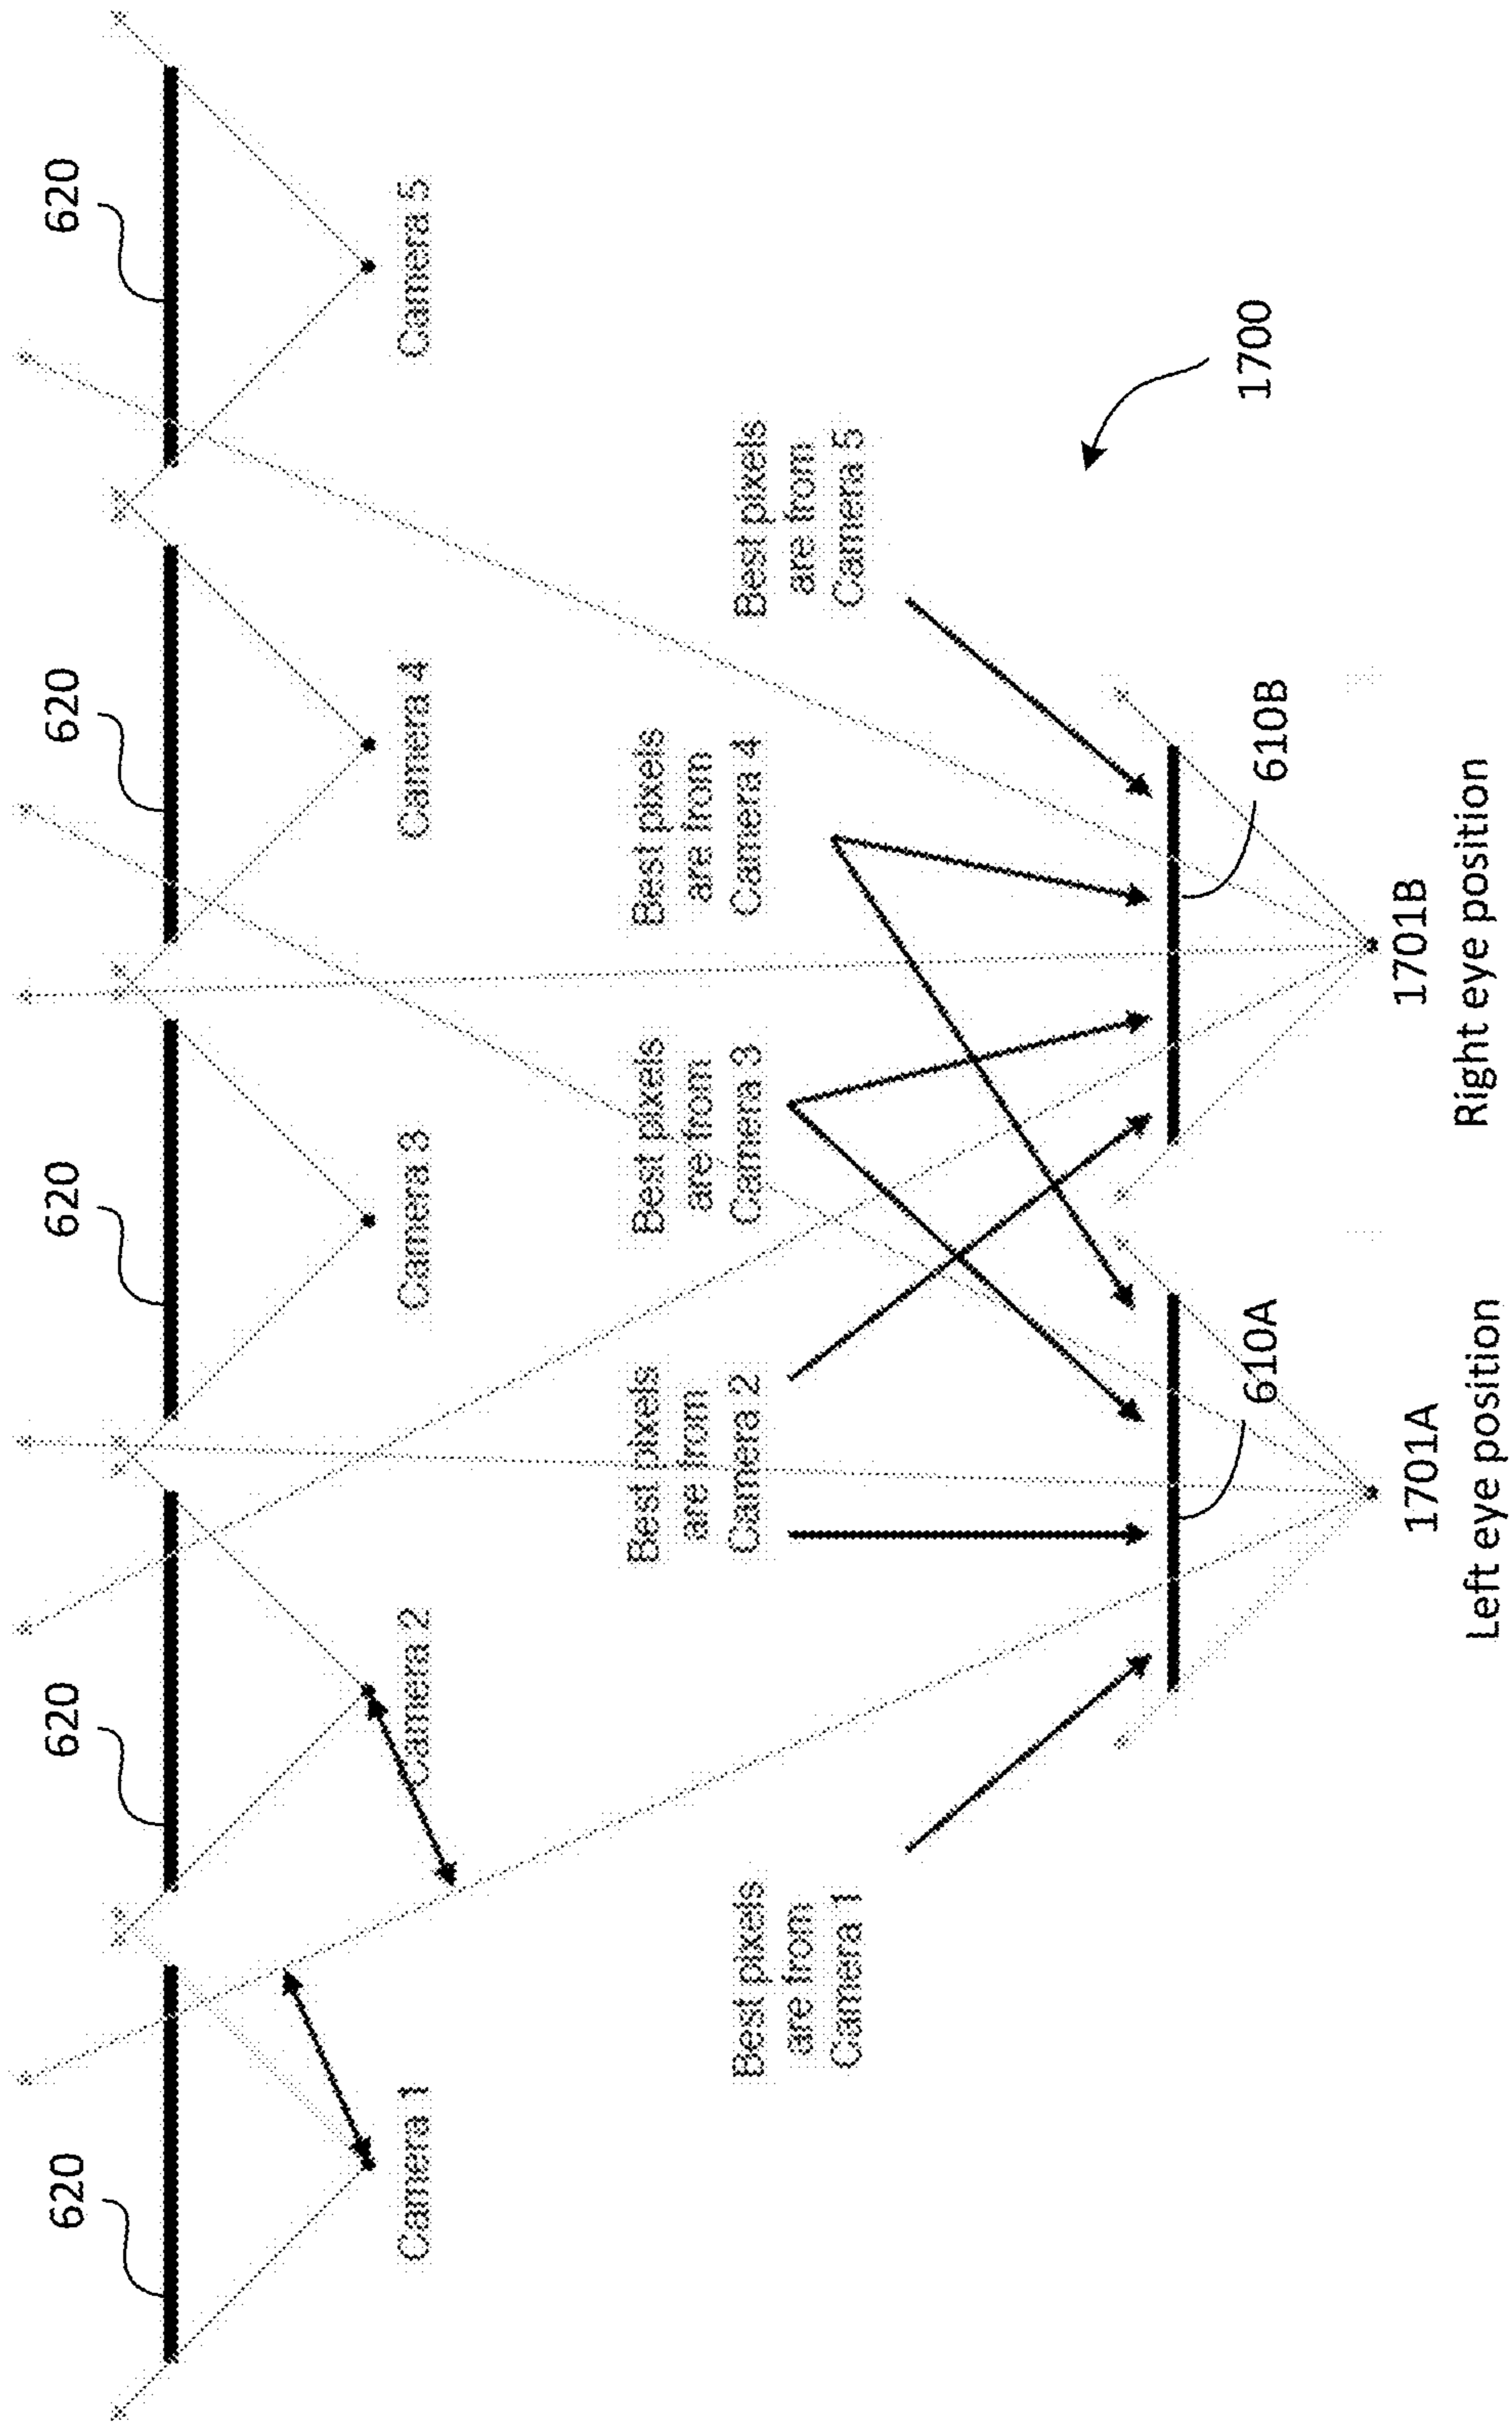 620
620
620
620
620
Camera 1
Camera 2
Camera 3
Camera 4
Camera 5
Best pixels
are from
Camera 1
Best pixels
are from
Camera 2
Best pixels
are from
Camera 3
Best pixels
are from
Camera 4
Best pixels
are from
Camera 5
1700
610A
610B
1701A
Left eye position
1701B
Right eye position